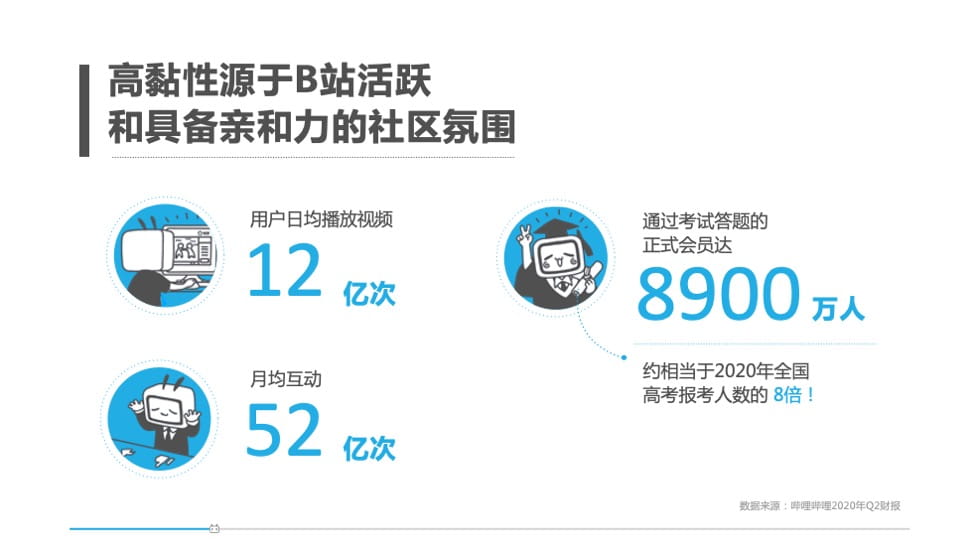 高黏性源于B站活跃
和具备亲和力的社区氛围
用户日均播放视频
12 亿次
月均互动
52 亿次
通过考试答题的
正式会员达
8900 万人
约相当于2020年全国
高考报考人数的 8倍！
数据来源：哔哩哔哩2020年Q2财报